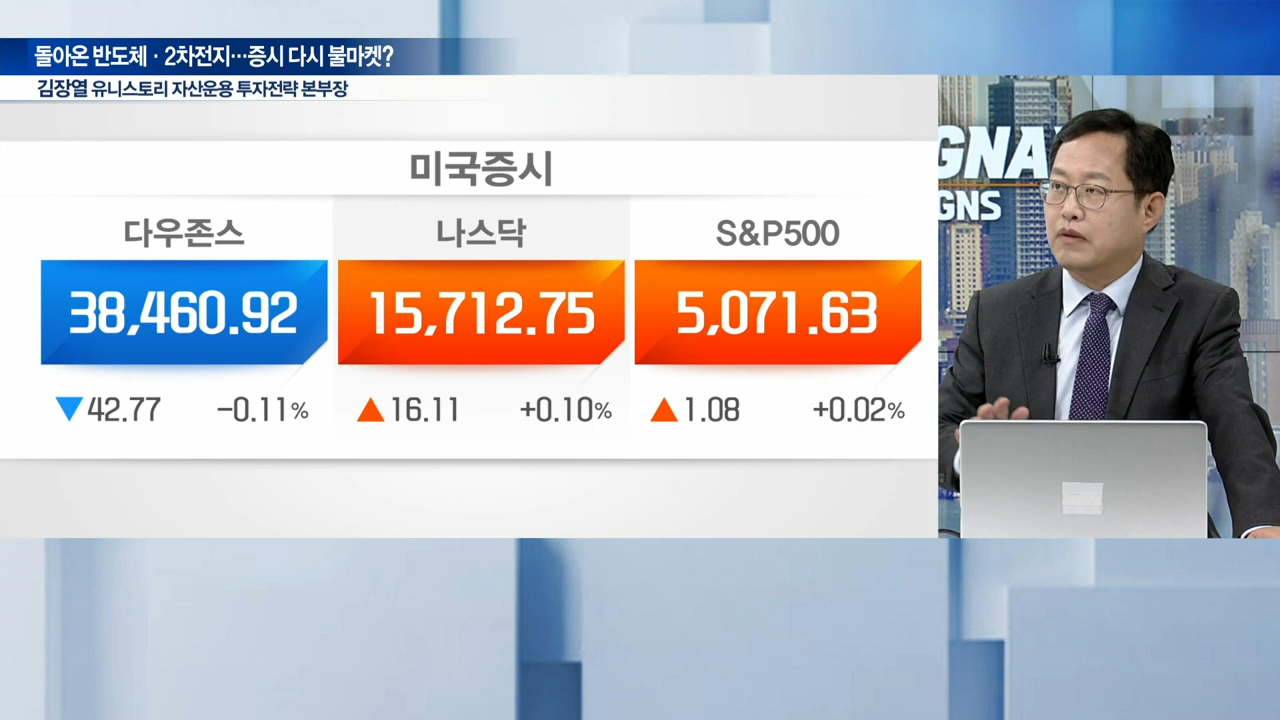 돌아온 반도체·2차전지…증시 다시 불마켓?
김장열 유니스토리 자산운용 투자전략 본부장
미국증시
다우존스 나스닥 S&P500
38,460.92 15,712.75 5,071.63
▼42.77 -0.11% ▲16.11 +0.10% ▲1.08 +0.02%
GNA
GNS